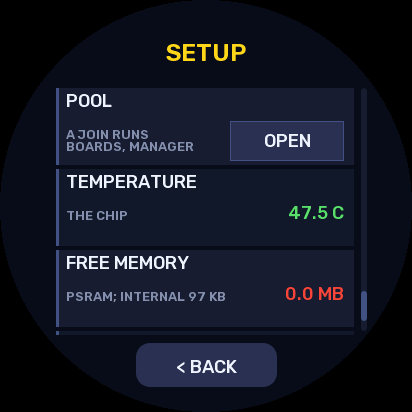 SETUP
POOL
A JOIN RUNS
BOARDS, MANAGER
OPEN
TEMPERATURE
THE CHIP
47.5 C
FREE MEMORY
PSRAM; INTERNAL 97 KB
0.0 MB
< BACK